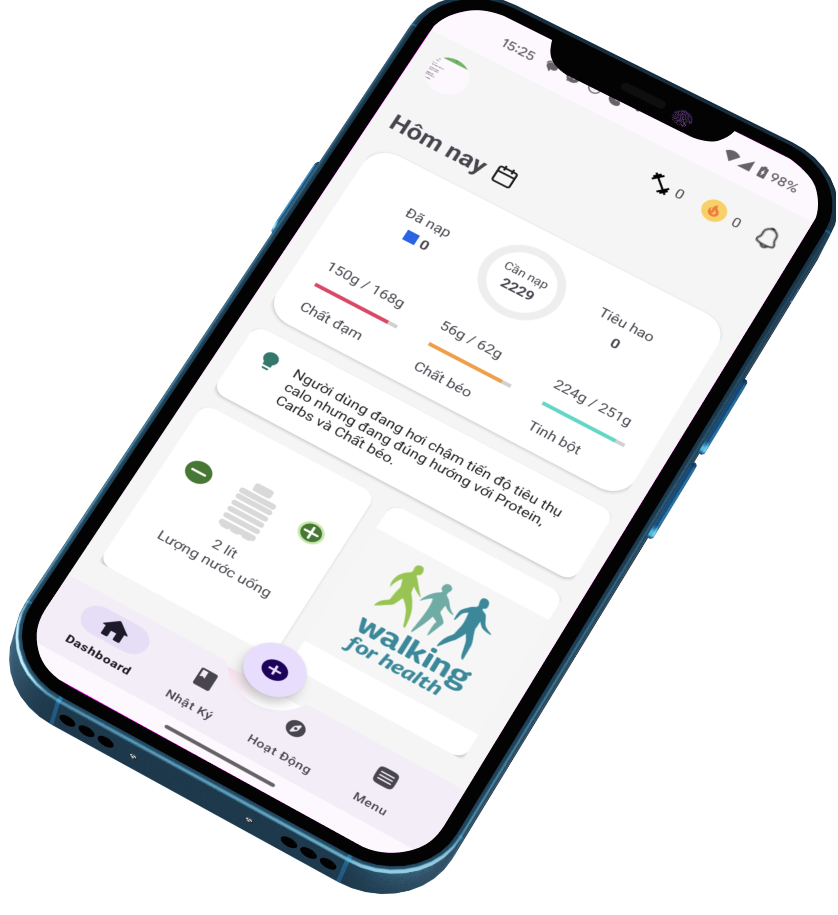 15:25
98%
Hôm nay
0
0
Đã nạp
0
Cần nạp
2229
Tiêu hao
0
150g / 168g
Chất đạm
56g / 62g
Chất béo
224g / 251g
Tinh bột
Người dùng đang hơi chậm tiến độ tiêu thụ
calo nhưng đang đúng hướng với Protein,
Carbs và Chất béo.
2 lít
Lượng nước uống
walking
for health
Dashboard
Nhật Ký
Hoạt Động
Menu